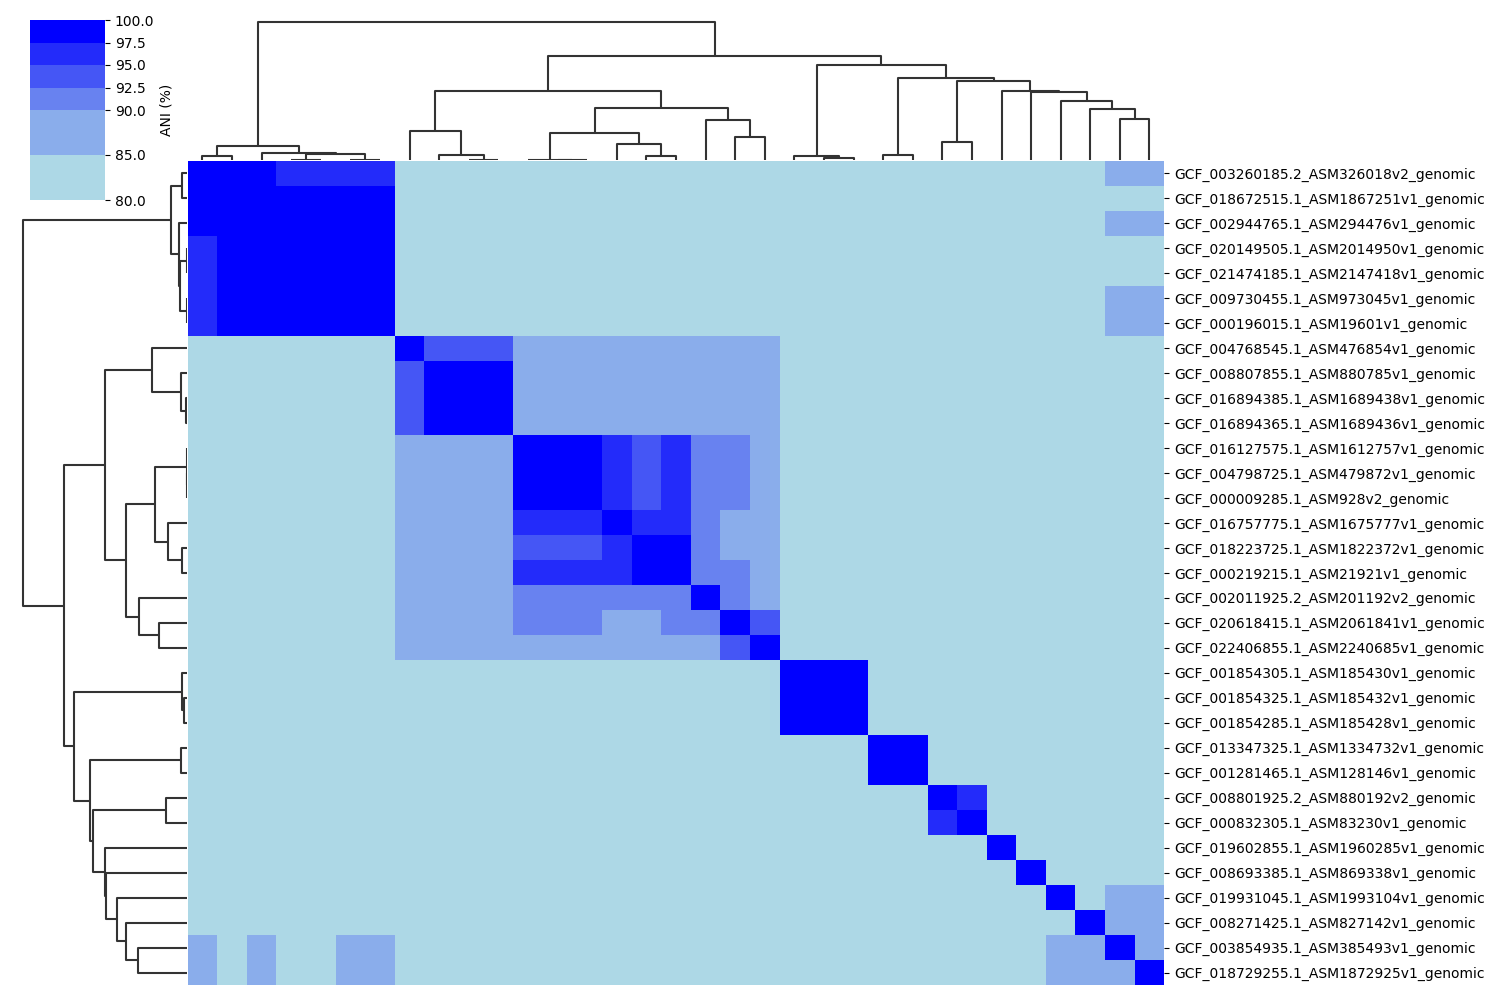 100.0
97.5
95.0
92.5
90.0
85.0
80.0
ANI (%)
GCF_003260185.2_ASM326018v2_genomic
GCF_018672515.1_ASM1867251v1_genomic
GCF_002944765.1_ASM294476v1_genomic
GCF_020149505.1_ASM2014950v1_genomic
GCF_021474185.1_ASM2147418v1_genomic
GCF_009730455.1_ASM973045v1_genomic
GCF_000196015.1_ASM19601v1_genomic
GCF_004768545.1_ASM476854v1_genomic
GCF_008807855.1_ASM880785v1_genomic
GCF_016894385.1_ASM1689438v1_genomic
GCF_016894365.1_ASM1689436v1_genomic
GCF_016127575.1_ASM1612757v1_genomic
GCF_004798725.1_ASM479872v1_genomic
GCF_000009285.1_ASM928v2_genomic
GCF_016757775.1_ASM1675777v1_genomic
GCF_018223725.1_ASM1822372v1_genomic
GCF_000219215.1_ASM21921v1_genomic
GCF_002011925.2_ASM201192v2_genomic
GCF_020618415.1_ASM2061841v1_genomic
GCF_022406855.1_ASM2240685v1_genomic
GCF_001854305.1_ASM185430v1_genomic
GCF_001854325.1_ASM185432v1_genomic
GCF_001854285.1_ASM185428v1_genomic
GCF_013347325.1_ASM1334732v1_genomic
GCF_001281465.1_ASM128146v1_genomic
GCF_008801925.2_ASM880192v2_genomic
GCF_000832305.1_ASM83230v1_genomic
GCF_019602855.1_ASM1960285v1_genomic
GCF_008693385.1_ASM869338v1_genomic
GCF_019931045.1_ASM1993104v1_genomic
GCF_008271425.1_ASM827142v1_genomic
GCF_003854935.1_ASM385493v1_genomic
GCF_018729255.1_ASM1872925v1_genomic